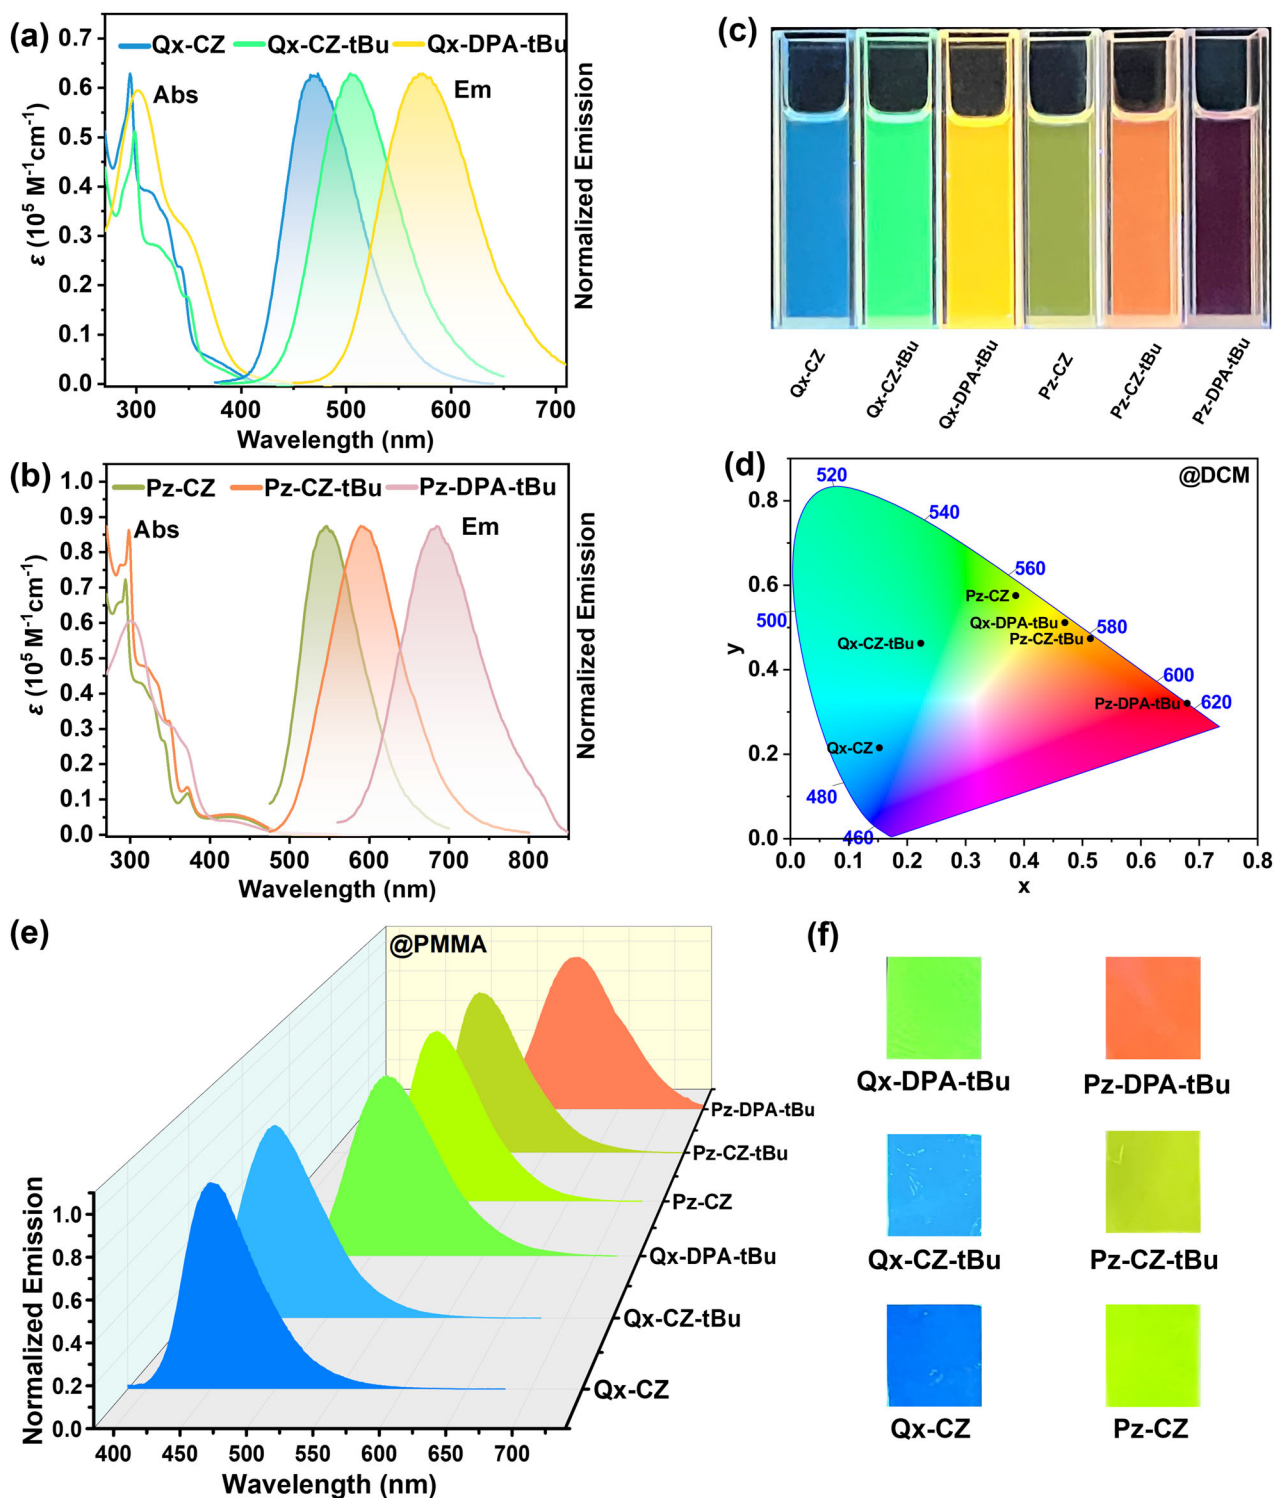 (a)
Qx-CZ Qx-CZ-tBu Qx-DPA-tBu
Abs
Em
ε (10⁵ M⁻¹cm⁻¹)
0.7
0.6
0.5
0.4
0.3
0.2
0.1
0.0
300 400 500 600 700
Wavelength (nm)
Normalized Emission
(b)
Pz-CZ Pz-CZ-tBu Pz-DPA-tBu
Abs
Em
ε (10⁵ M⁻¹cm⁻¹)
1.0
0.9
0.8
0.7
0.6
0.5
0.4
0.3
0.2
0.1
0.0
300 400 500 600 700 800
Wavelength (nm)
Normalized Emission
(c)
Qx-CZ
Qx-CZ-tBu
Qx-DPA-tBu
Pz-CZ
Pz-CZ-tBu
Pz-DPA-tBu
(d)
@DCM
520
540
560
500
580
600
620
480
460
Pz-CZ
Qx-DPA-tBu
Pz-CZ-tBu
Qx-CZ-tBu
Pz-DPA-tBu
Qx-CZ
y
0.8
0.6
0.4
0.2
0.0
0.0 0.1 0.2 0.3 0.4 0.5 0.6 0.7 0.8
x
(e)
@PMMA
Pz-DPA-tBu
Pz-CZ-tBu
Pz-CZ
Qx-DPA-tBu
Qx-CZ-tBu
Qx-CZ
Normalized Emission
1.0
0.8
0.6
0.4
0.2
0.0
400 450 500 550 600 650 700
Wavelength (nm)
(f)
Qx-DPA-tBu Pz-DPA-tBu
Qx-CZ-tBu Pz-CZ-tBu
Qx-CZ Pz-CZ